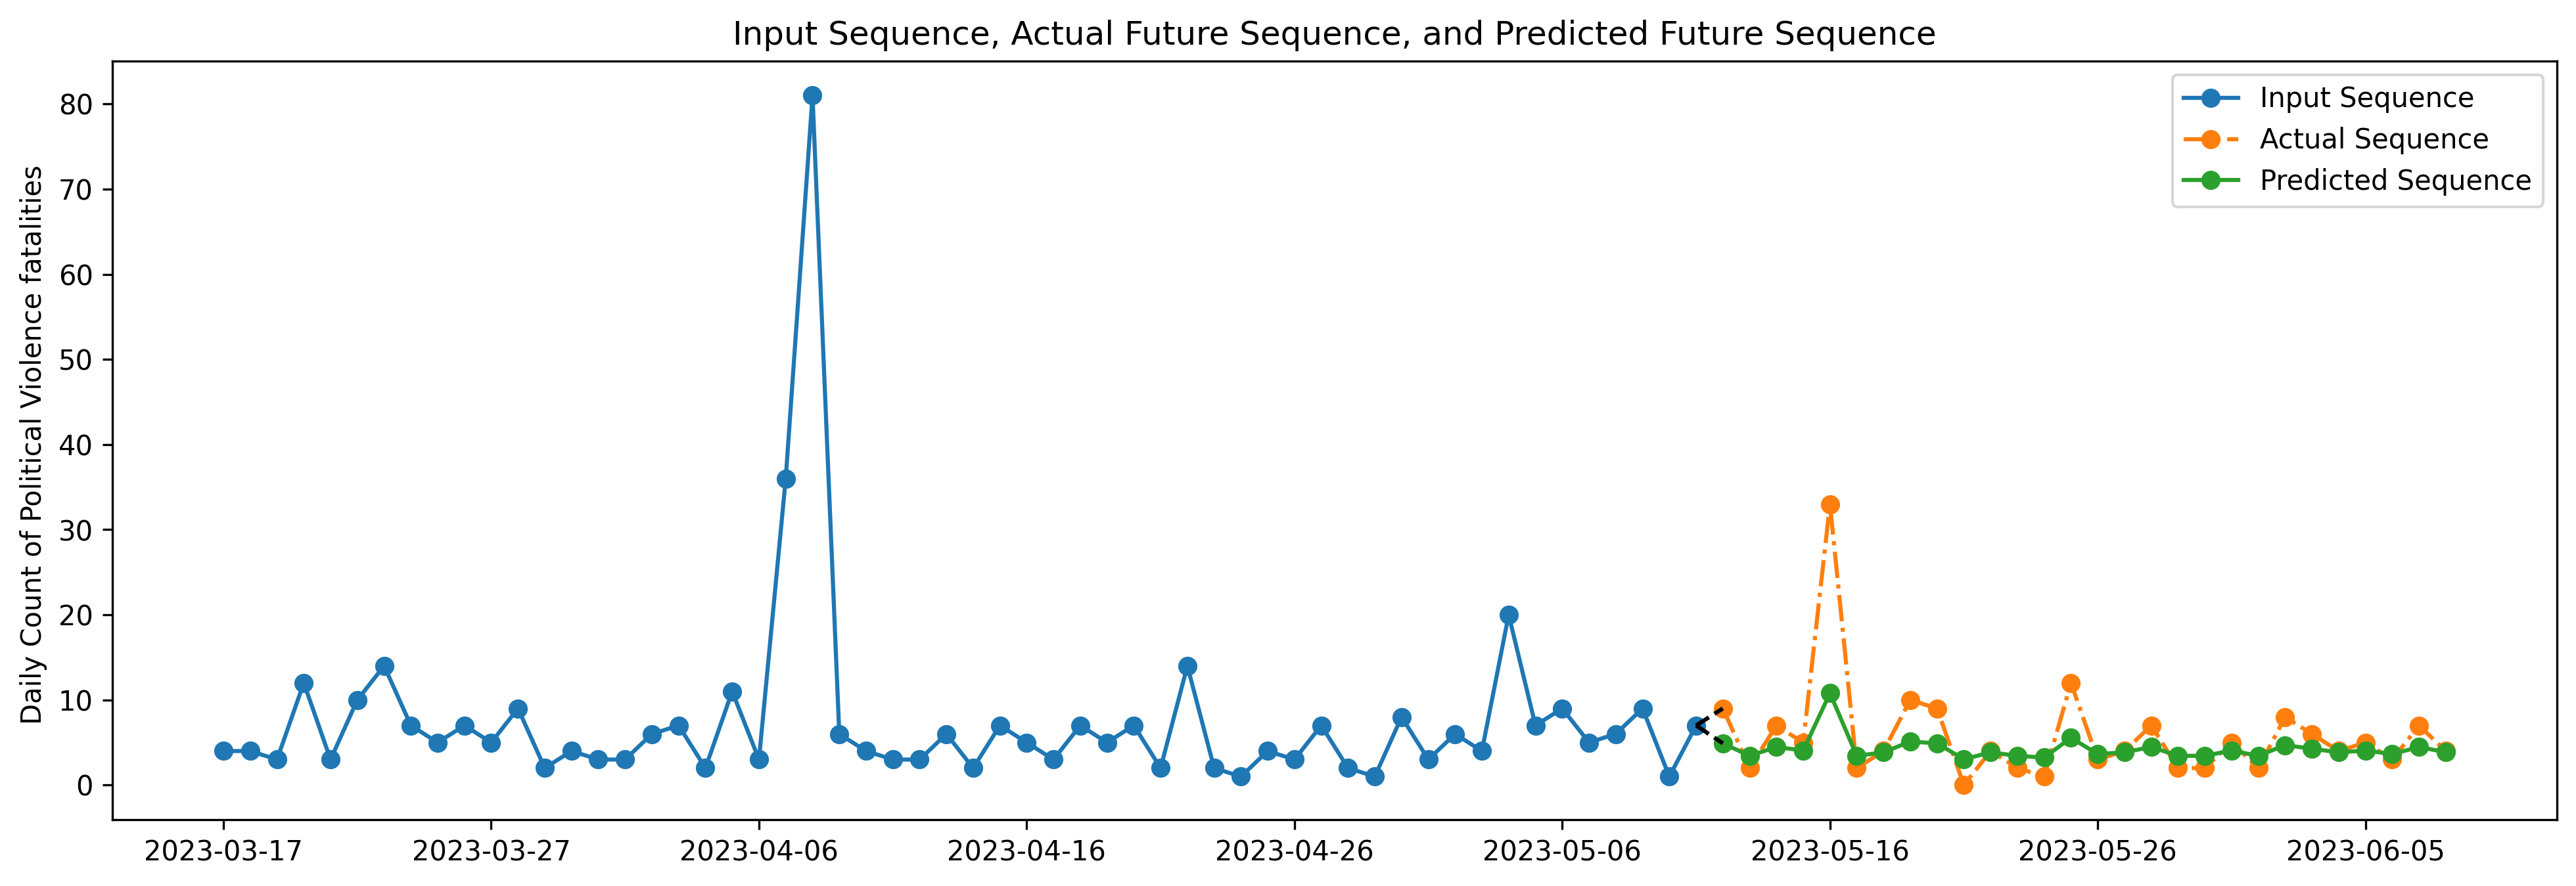 Input Sequence, Actual Future Sequence, and Predicted Future Sequence
Daily Count of Political Violence fatalities
80
70
60
50
40
30
20
10
0
Input Sequence
Actual Sequence
Predicted Sequence
2023-03-17 2023-03-27 2023-04-06 2023-04-16 2023-04-26 2023-05-06 2023-05-16 2023-05-26 2023-06-05